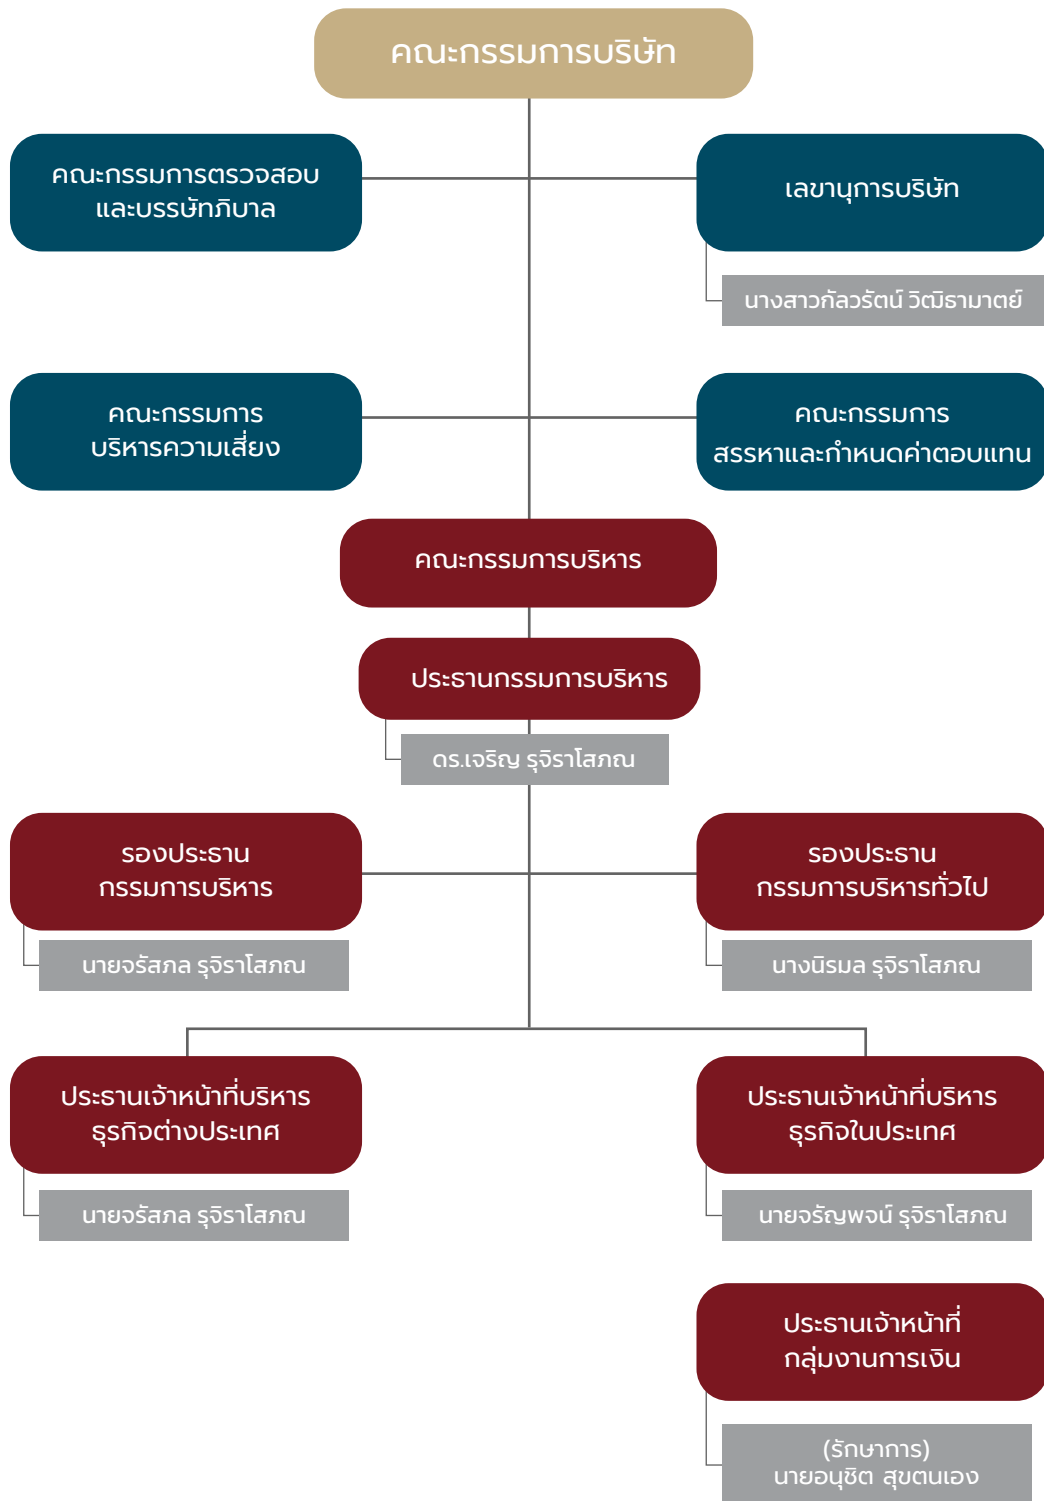 คณะกรรมการบริษัท
คณะกรรมการตรวจสอบ
และบรรษัทภิบาล
เลขานุการบริษัท
นางสาวกัลวรัตน์ วิฒิธามาตย์
คณะกรรมการ
บริหารความเสี่ยง
คณะกรรมการ
สรรหาและกำหนดค่าตอบแทน
คณะกรรมการบริหาร
ประธานกรรมการบริหาร
ดร.เจริญ รุจิราโสภณ
รองประธาน
กรรมการบริหาร
นายจรัสภล รุจิราโสภณ
รองประธาน
กรรมการบริหารทั่วไป
นางนิรมล รุจิราโสภณ
ประธานเจ้าหน้าที่บริหาร
ธุรกิจต่างประเทศ
นายจรัสภล รุจิราโสภณ
ประธานเจ้าหน้าที่บริหาร
ธุรกิจในประเทศ
นายจรัญพจน์ รุจิราโสภณ
ประธานเจ้าหน้าที่
กลุ่มงานการเงิน
(รักษาการ)
นายอนุชิต สุขตนเอง